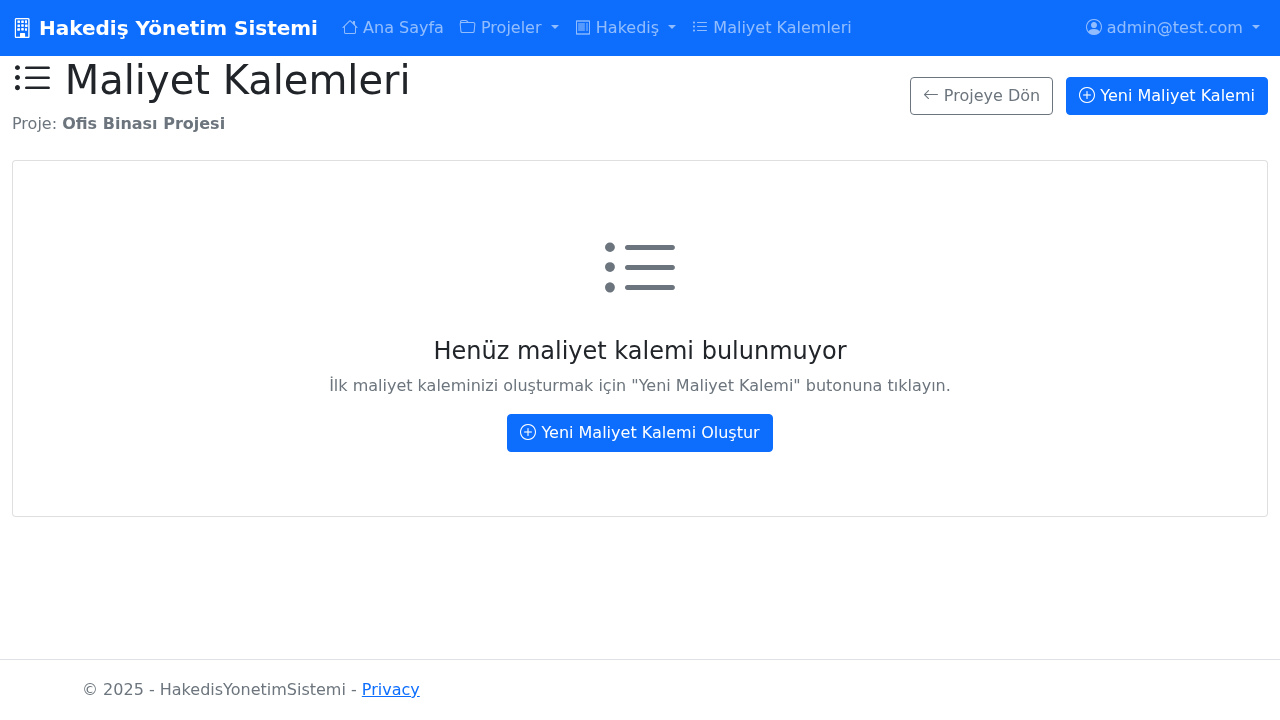 Hakediş Yönetim Sistemi
Ana Sayfa
Projeler
Hakediş
Maliyet Kalemleri
admin@test.com
Maliyet Kalemleri
Proje: Ofis Binası Projesi
Projeye Dön
Yeni Maliyet Kalemi
Henüz maliyet kalemi bulunmuyor
İlk maliyet kaleminizi oluşturmak için "Yeni Maliyet Kalemi" butonuna tıklayın.
Yeni Maliyet Kalemi Oluştur
© 2025 - HakedisYonetimSistemi - Privacy